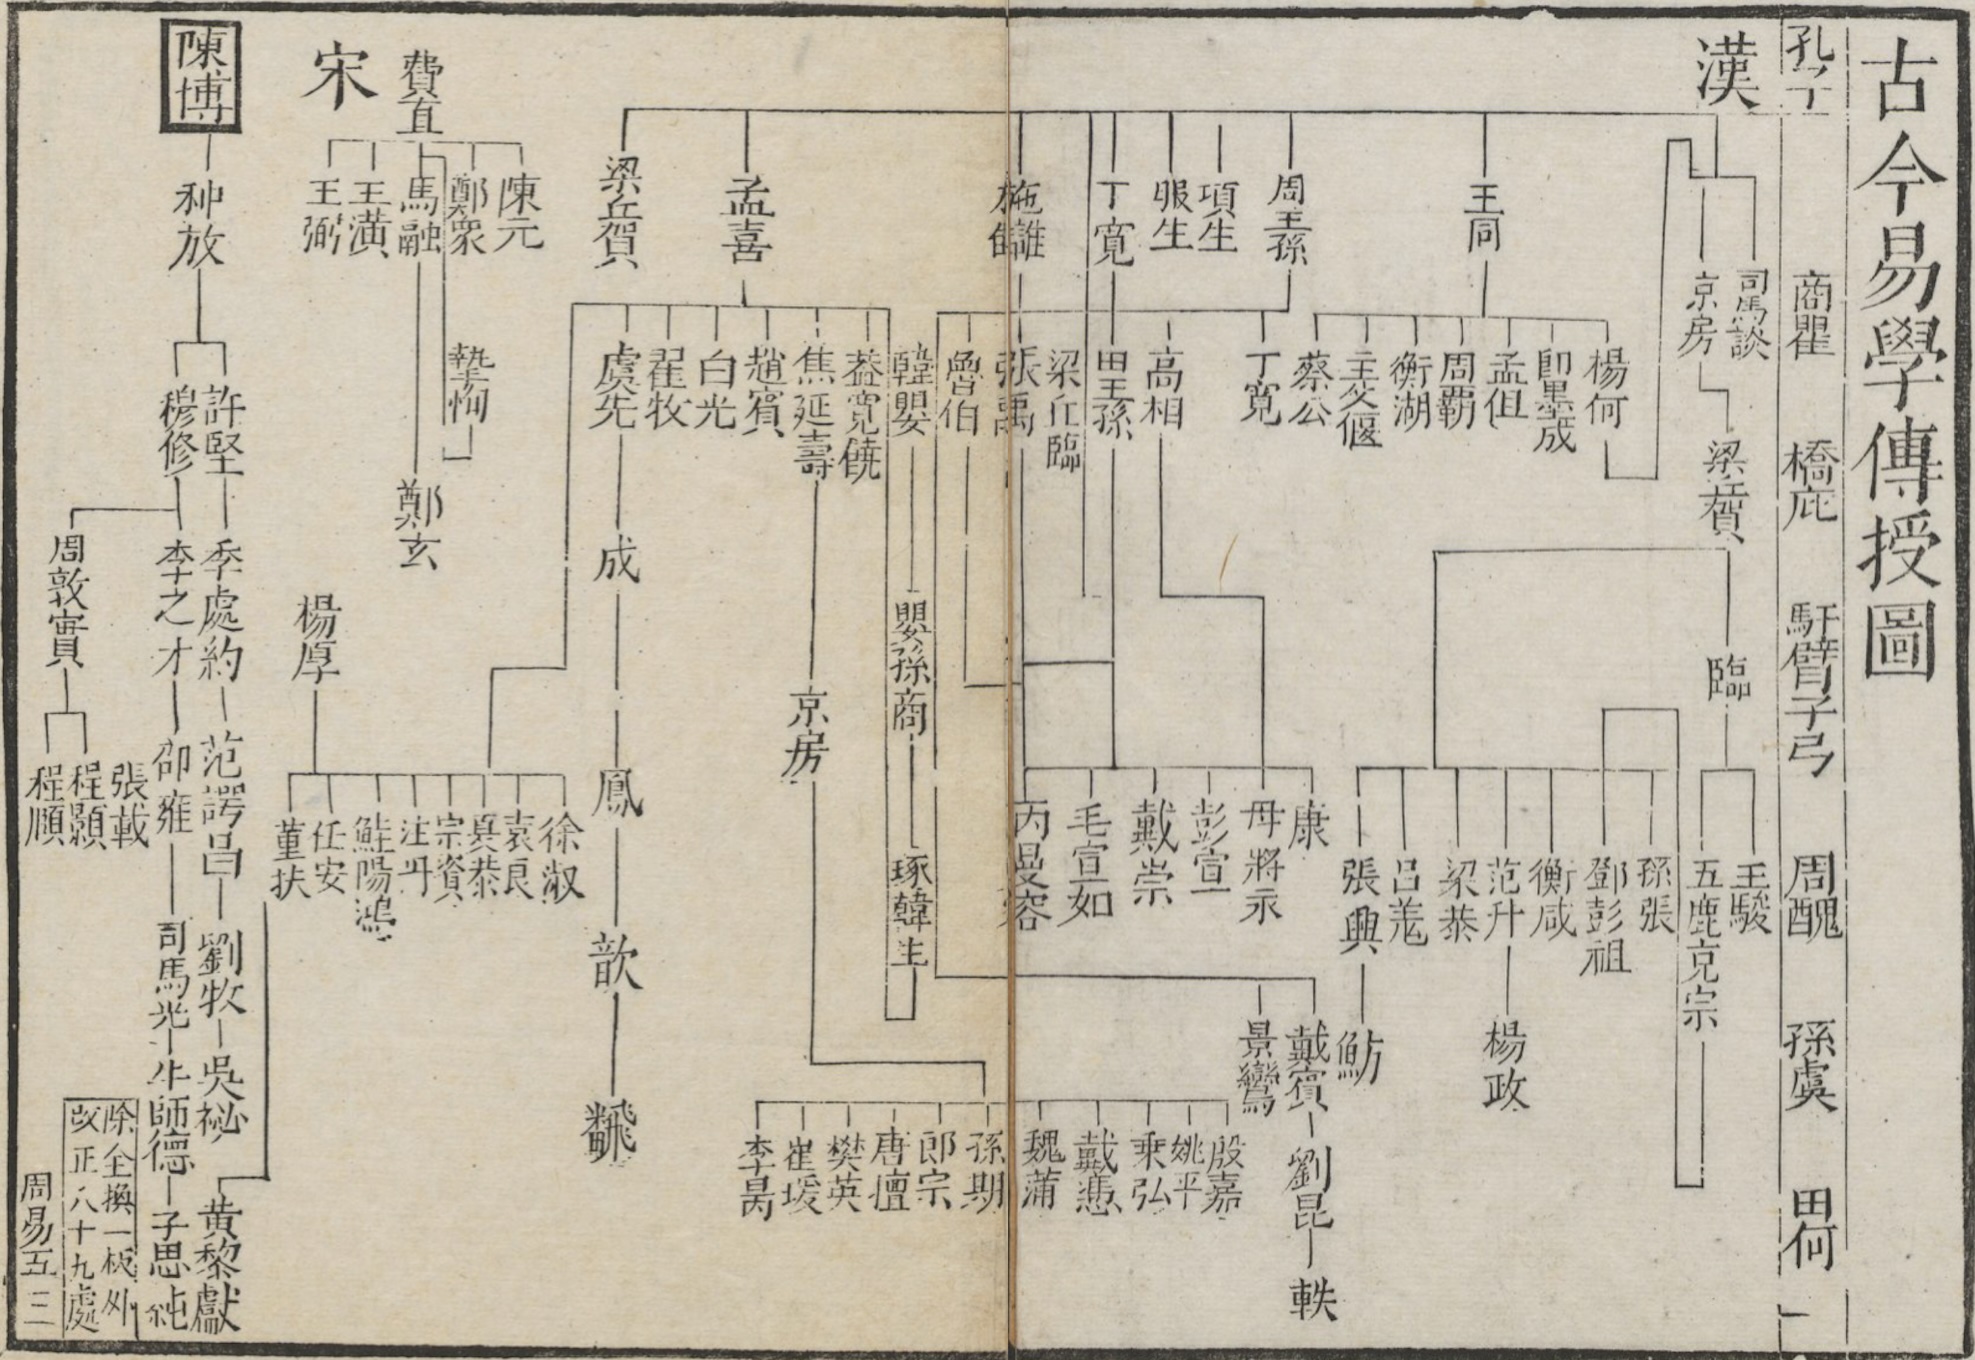 古今易學傳授圖
孔子
商瞿
橋庇
馯臂子弓
周醜
孫虞
田何
漢
司馬談
京房
梁丘賀
臨
王駿
五鹿充宗
王同
周王孫
項生
服生
丁寬
施讎
孟喜
梁丘賀
楊何
即墨成
孟但
周霸
衡湖
主父偃
蔡公
丁寬
高相
田王孫
梁丘臨
張禹
魯伯
韓嬰
蓋寬饒
焦延壽
趙賓
白光
翟牧
虞先
孫張
鄧彭祖
衡咸
范升
梁恭
呂羌
張興
楊政
魴
康
毋將永
彭宣
戴崇
毛宣如
丙曼容
戴賓
景鸞
劉昆
軼
嬰孫商
琢韓生
京房
殷嘉
姚平
乗弘
戴憑
魏蒲
孫期
郎宗
唐檀
樊英
崔瑗
李昺
成
鳳
歆
翻
費直
陳元
鄭衆
馬融
王璜
王弼
摯恂
鄭玄
楊厚
徐淑
袁良
宗資
注丹
鮭陽鴻
任安
董扶
宋
陳摶
种放
許堅
穆修
季處約
范諤昌
劉牧
吳祕
黃黎獻
李之才
邵雍
司馬光
牛師德
子思純
周敦實
張載
程顥
程順
除全換一板外
改正八十九處
周易五 三